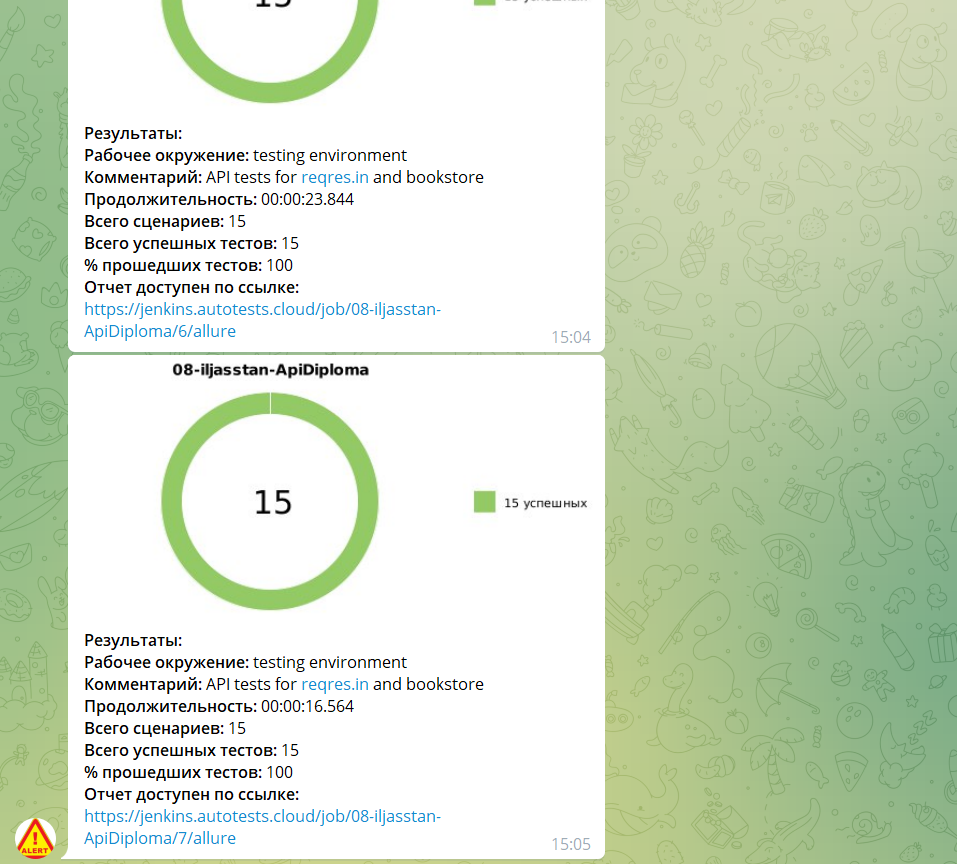 Результаты:
Рабочее окружение: testing environment
Комментарий: API tests for reqres.in and bookstore
Продолжительность: 00:00:23.844
Всего сценариев: 15
Всего успешных тестов: 15
% прошедших тестов: 100
Отчет доступен по ссылке:
https://jenkins.autotests.cloud/job/08-iljasstan-
ApiDiploma/6/allure
15:04
08-iljasstan-ApiDiploma
15
15 успешных
Результаты:
Рабочее окружение: testing environment
Комментарий: API tests for reqres.in and bookstore
Продолжительность: 00:00:16.564
Всего сценариев: 15
Всего успешных тестов: 15
% прошедших тестов: 100
Отчет доступен по ссылке:
https://jenkins.autotests.cloud/job/08-iljasstan-
ApiDiploma/7/allure
15:05
ALERT